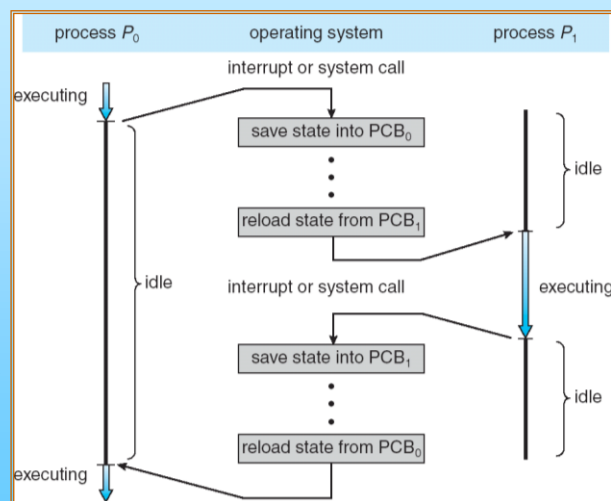 process P0 operating system process P1
interrupt or system call
executing
save state into PCB0
idle
reload state from PCB1
idle
interrupt or system call
executing
save state into PCB1
idle
reload state from PCB0
executing